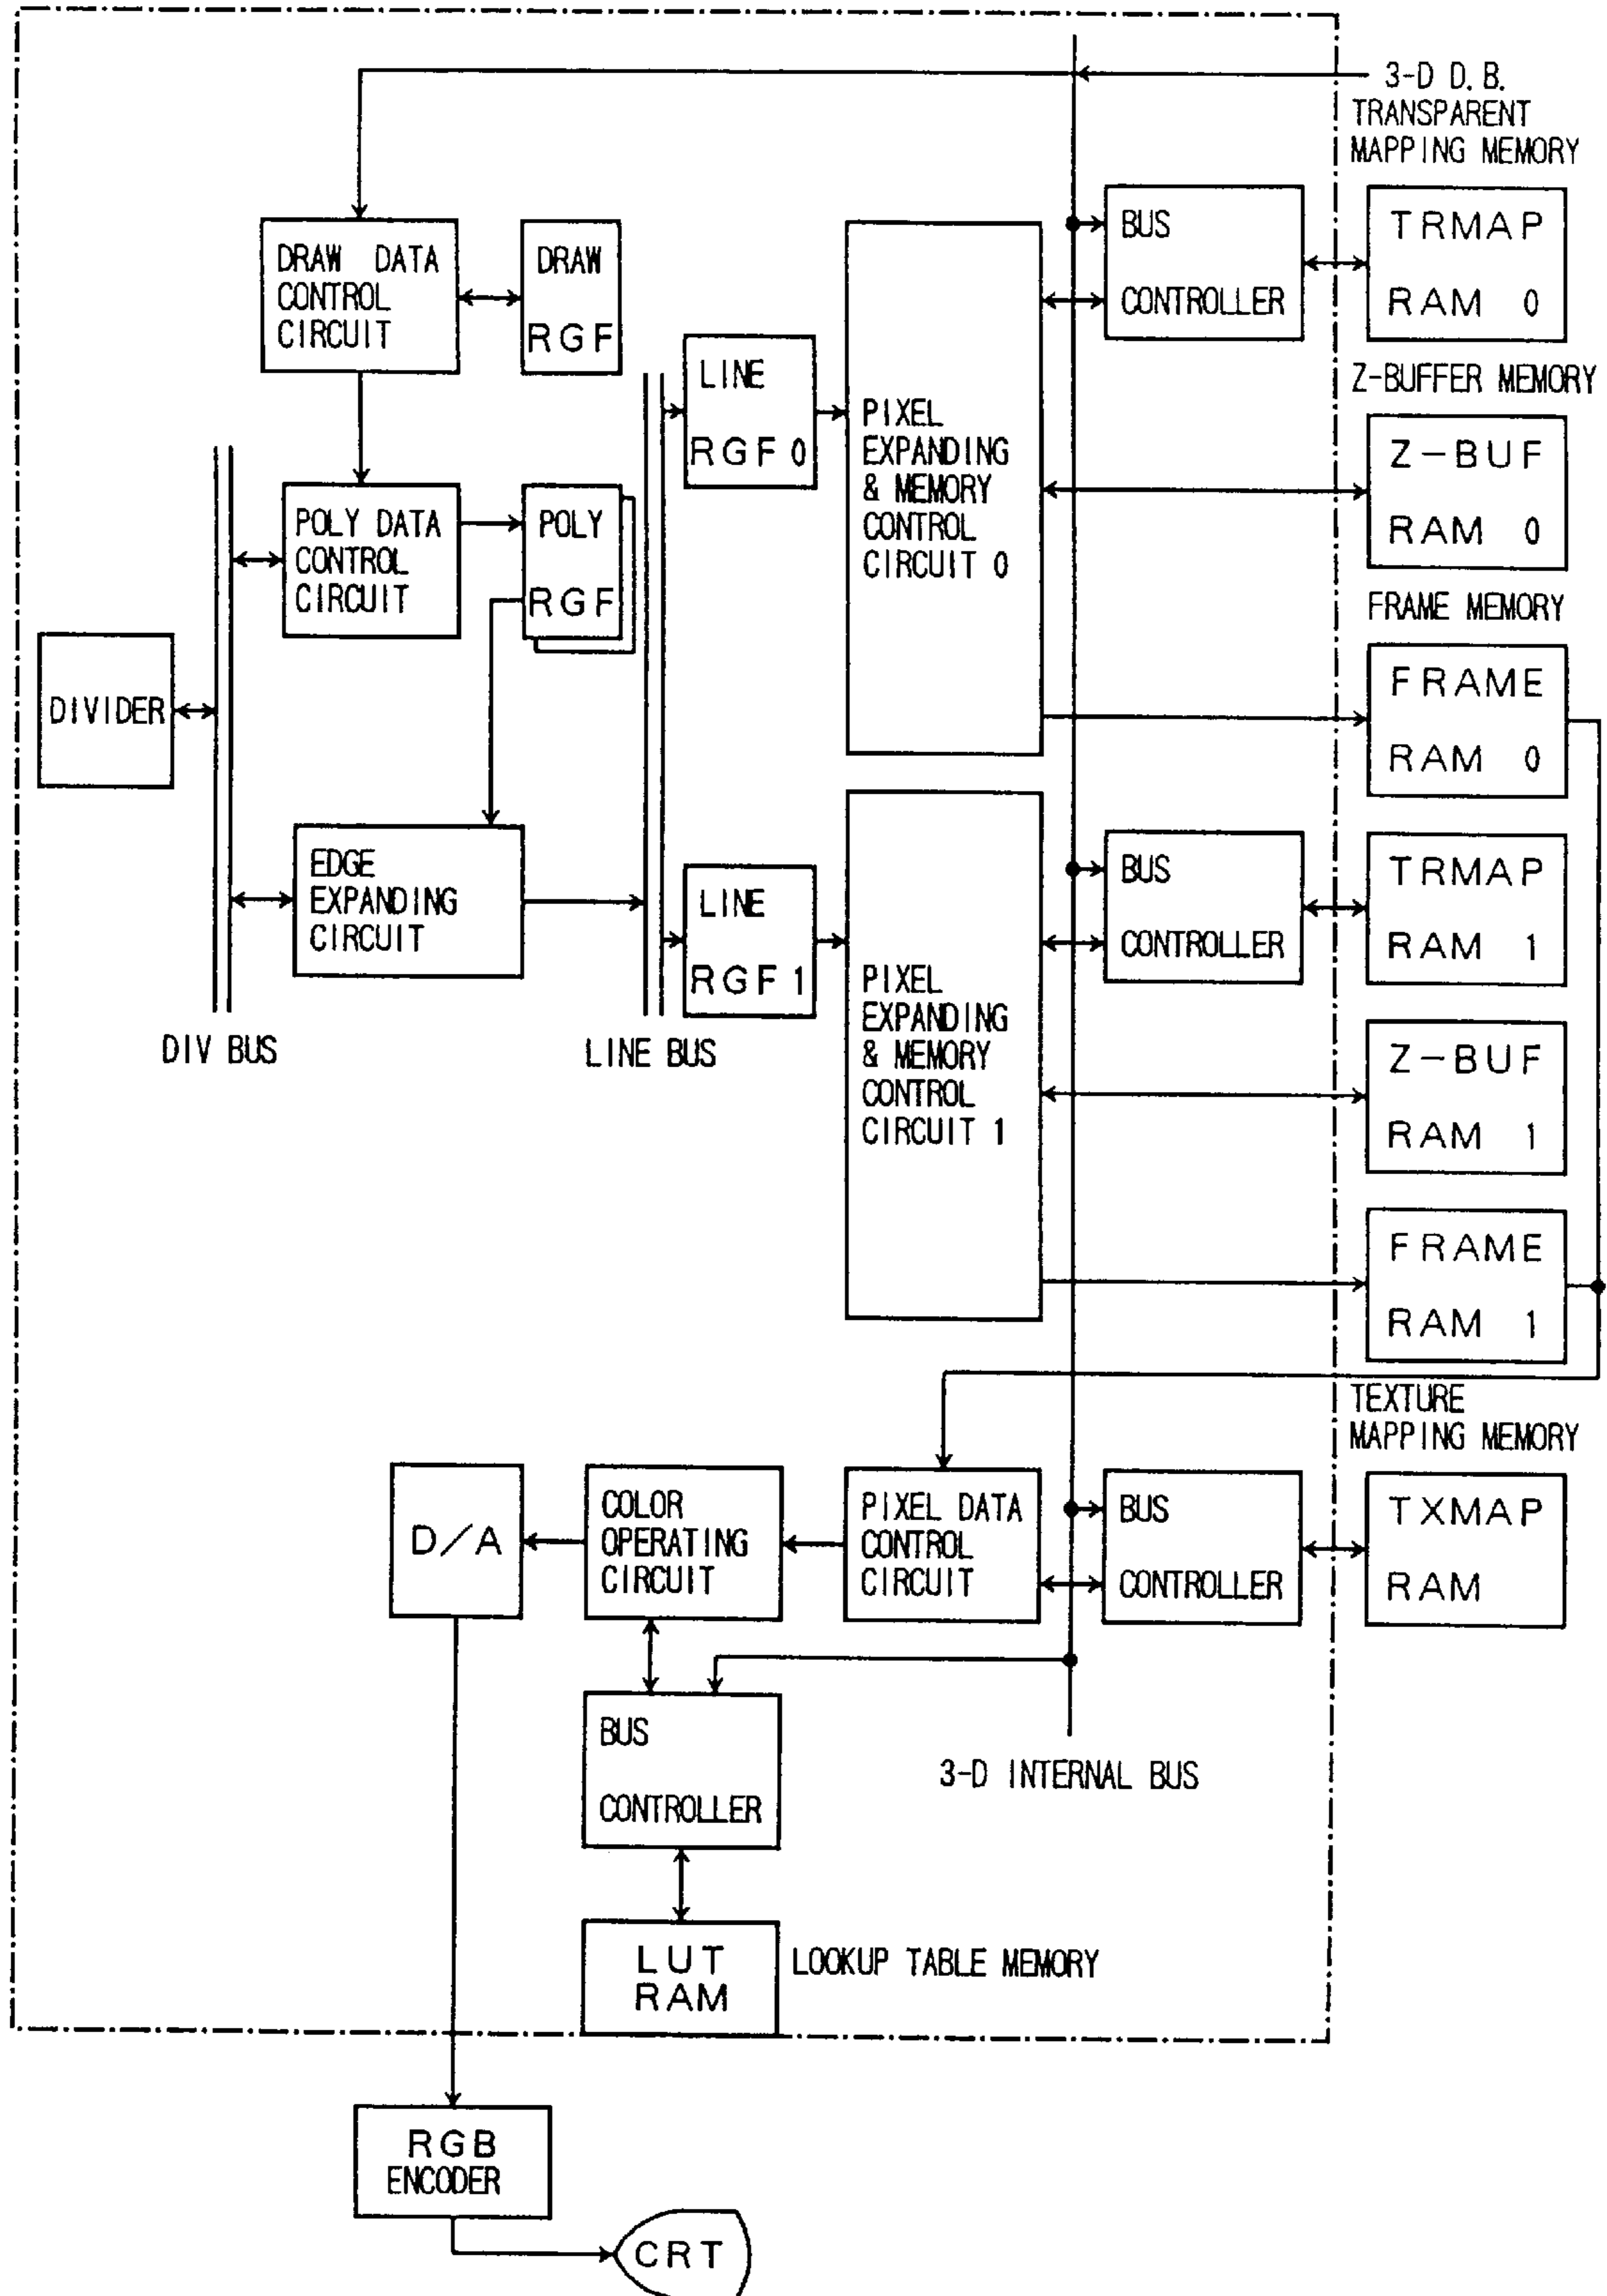 3-D D.B.
TRANSPARENT
MAPPING MEMORY
DRAW DATA
CONTROL
CIRCUIT
DRAW
RGF
BUS
CONTROLLER
TRMAP
RAM 0
LINE
RGF 0
PIXEL
EXPANDING
& MEMORY
CONTROL
CIRCUIT 0
Z-BUFFER MEMORY
Z-BUF
RAM 0
POLY DATA
CONTROL
CIRCUIT
POLY
RGF
FRAME MEMORY
FRAME
RAM 0
DIVIDER
EDGE
EXPANDING
CIRCUIT
LINE
RGF 1
BUS
CONTROLLER
TRMAP
RAM 1
PIXEL
EXPANDING
& MEMORY
CONTROL
CIRCUIT 1
DIV BUS
LINE BUS
Z-BUF
RAM 1
FRAME
RAM 1
TEXTURE
MAPPING MEMORY
D/A
COLOR
OPERATING
CIRCUIT
PIXEL DATA
CONTROL
CIRCUIT
BUS
CONTROLLER
TXMAP
RAM
BUS
CONTROLLER
3-D INTERNAL BUS
LUT
RAM
LOOKUP TABLE MEMORY
RGB
ENCODER
CRT